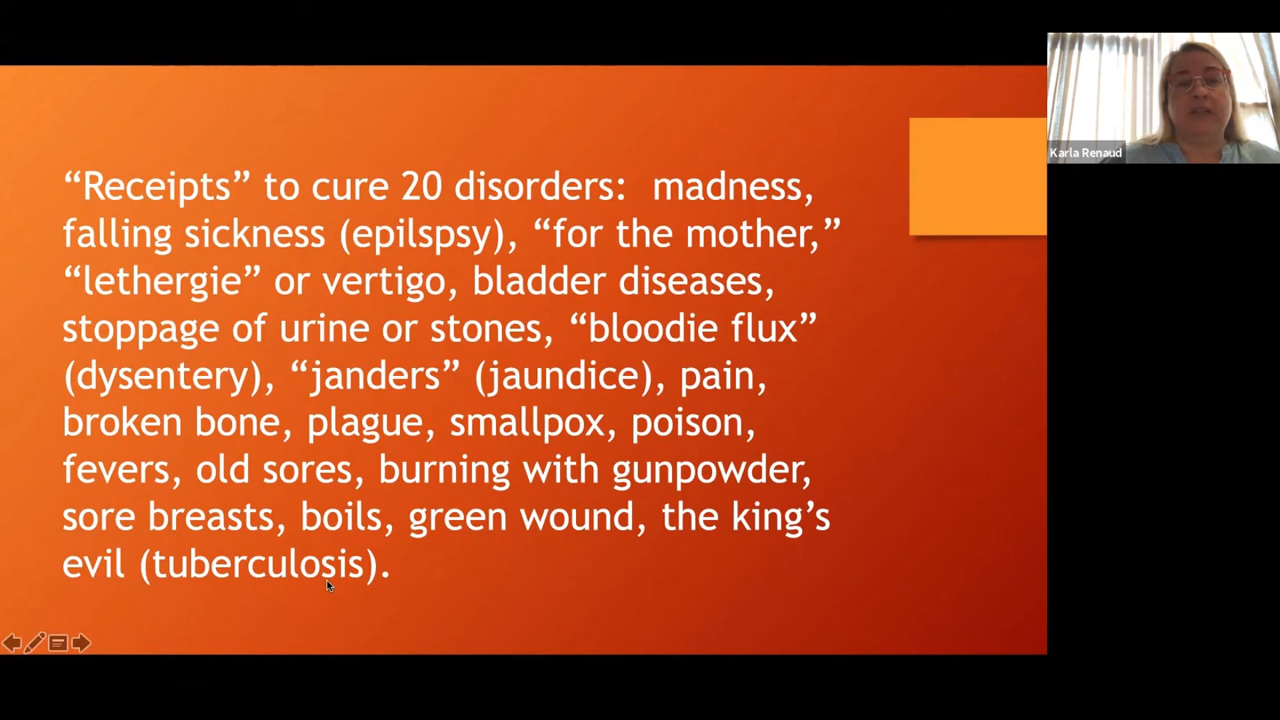 “Receipts” to cure 20 disorders:  madness,
falling sickness (epilspsy), “for the mother,”
“lethergie” or vertigo, bladder diseases,
stoppage of urine or stones, “bloodie flux”
(dysentery), “janders” (jaundice), pain,
broken bone, plague, smallpox, poison,
fevers, old sores, burning with gunpowder,
sore breasts, boils, green wound, the king’s
evil (tuberculosis).
Karla Renaud